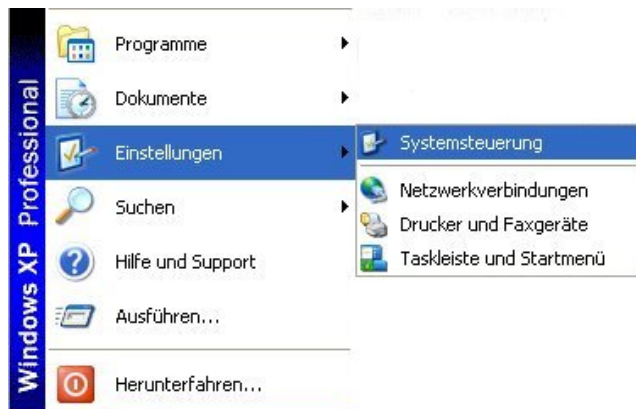 Windows XP Professional
Programme
Dokumente
Einstellungen
Suchen
Hilfe und Support
Ausführen...
Herunterfahren...
Systemsteuerung
Netzwerkverbindungen
Drucker und Faxgeräte
Taskleiste und Startmenü